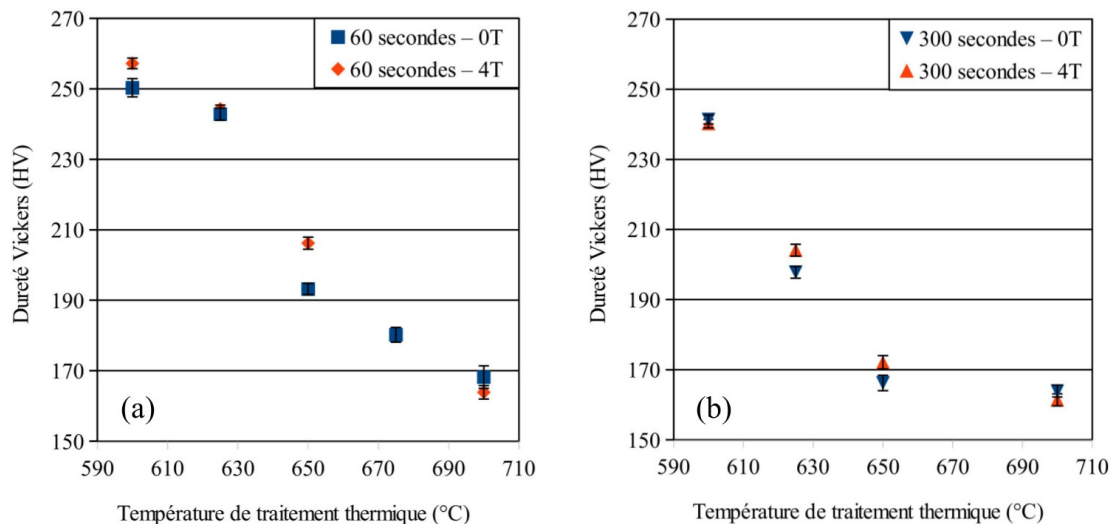 270
250
230
210
190
170
150
590
610
630
650
670
690
710
Dureté Vickers (HV)
Température de traitement thermique (°C)
60 secondes – 0T
60 secondes – 4T
(a)
270
250
230
210
190
170
150
590
610
630
650
670
690
710
Dureté Vickers (HV)
Température de traitement thermique (°C)
300 secondes – 0T
300 secondes – 4T
(b)